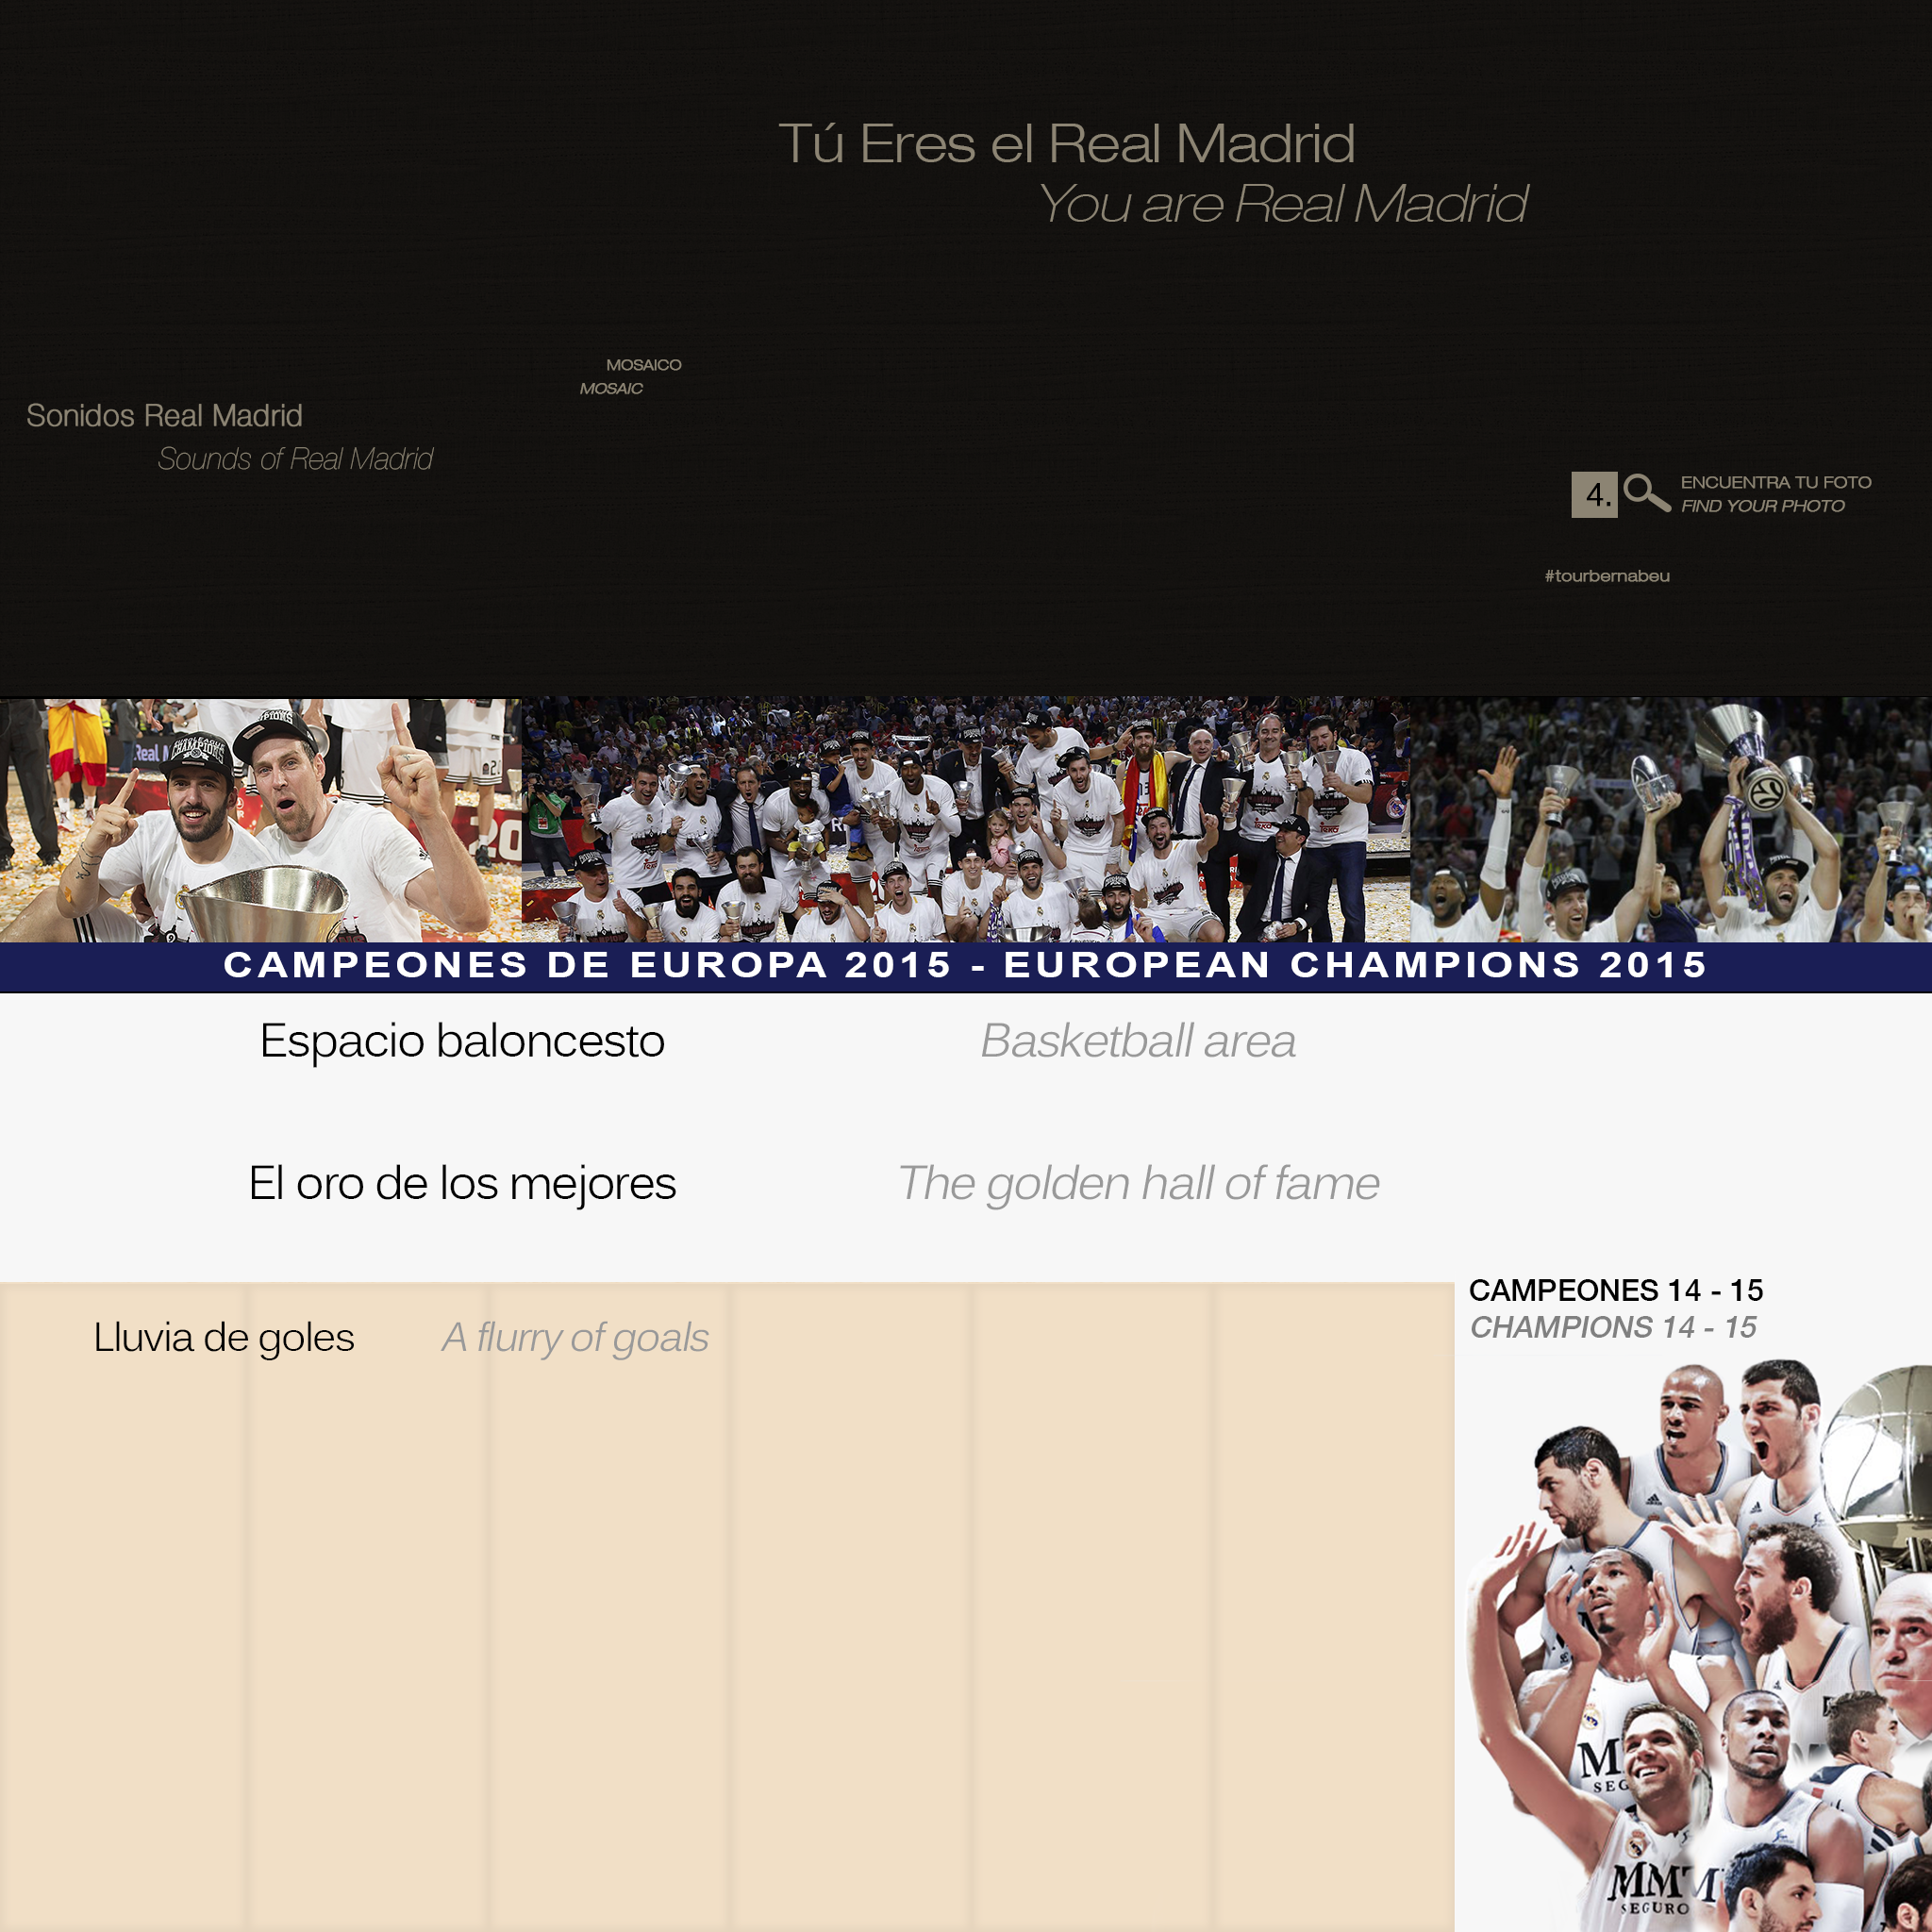 Tú Eres el Real Madrid
You are Real Madrid
MOSAICO
MOSAIC
Sonidos Real Madrid
Sounds of Real Madrid
4.
ENCUENTRA TU FOTO
FIND YOUR PHOTO
#tourbernabeu
CAMPEONES DE EUROPA 2015 - EUROPEAN CHAMPIONS 2015
Espacio baloncesto
Basketball area
El oro de los mejores
The golden hall of fame
CAMPEONES 14 - 15
CHAMPIONS 14 - 15
Lluvia de goles
A flurry of goals